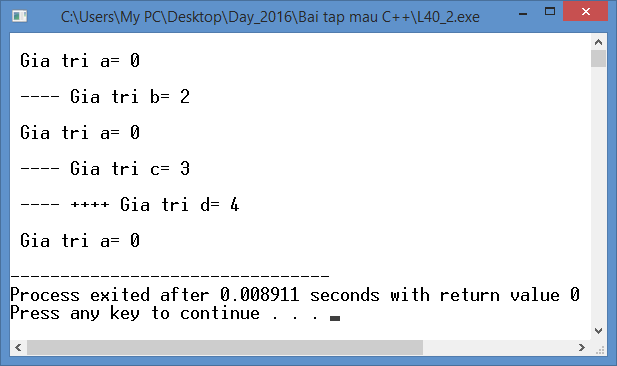 C:\Users\My PC\Desktop\Day_2016\Bai tap mau C++\L40_2.exe
Gia tri a= 0
---- Gia tri b= 2
Gia tri a= 0
---- Gia tri c= 3
---- ++++ Gia tri d= 4
Gia tri a= 0
--------------------------------
Process exited after 0.008911 seconds with return value 0
Press any key to continue . . .